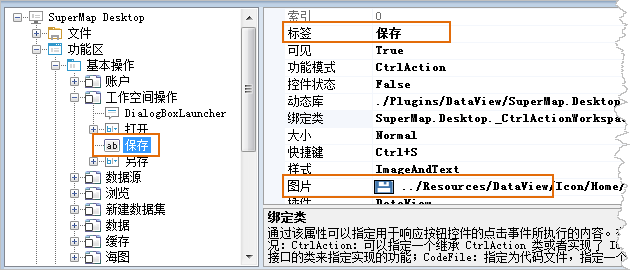 SuperMap Desktop
文件
功能区
基本操作
账户
工作空间操作
DialogBoxLauncher
打开
ab 保存
另存
数据源
浏览
新建数据集
数据
缓存
海图
索引 0
标签 保存
可见 True
功能模式 CtrlAction
控件状态 False
动态库 ./Plugins/DataView/SuperMap.Desktop
绑定类 SuperMap.Desktop._CtrlActionWorkspa
大小 Normal
快捷键 Ctrl+S
样式 ImageAndText
图片 ../Resources/DataView/Icon/Home/
插件 DataView
绑定类
通过该属性可以指定用于响应按钮控件的点击事件所执行的内容。
况：CtrlAction：可以指定一个继承 CtrlAction 类或者实现了 IC
接口的类来指定实现的功能；CodeFile：指定为代码文件，指定一个